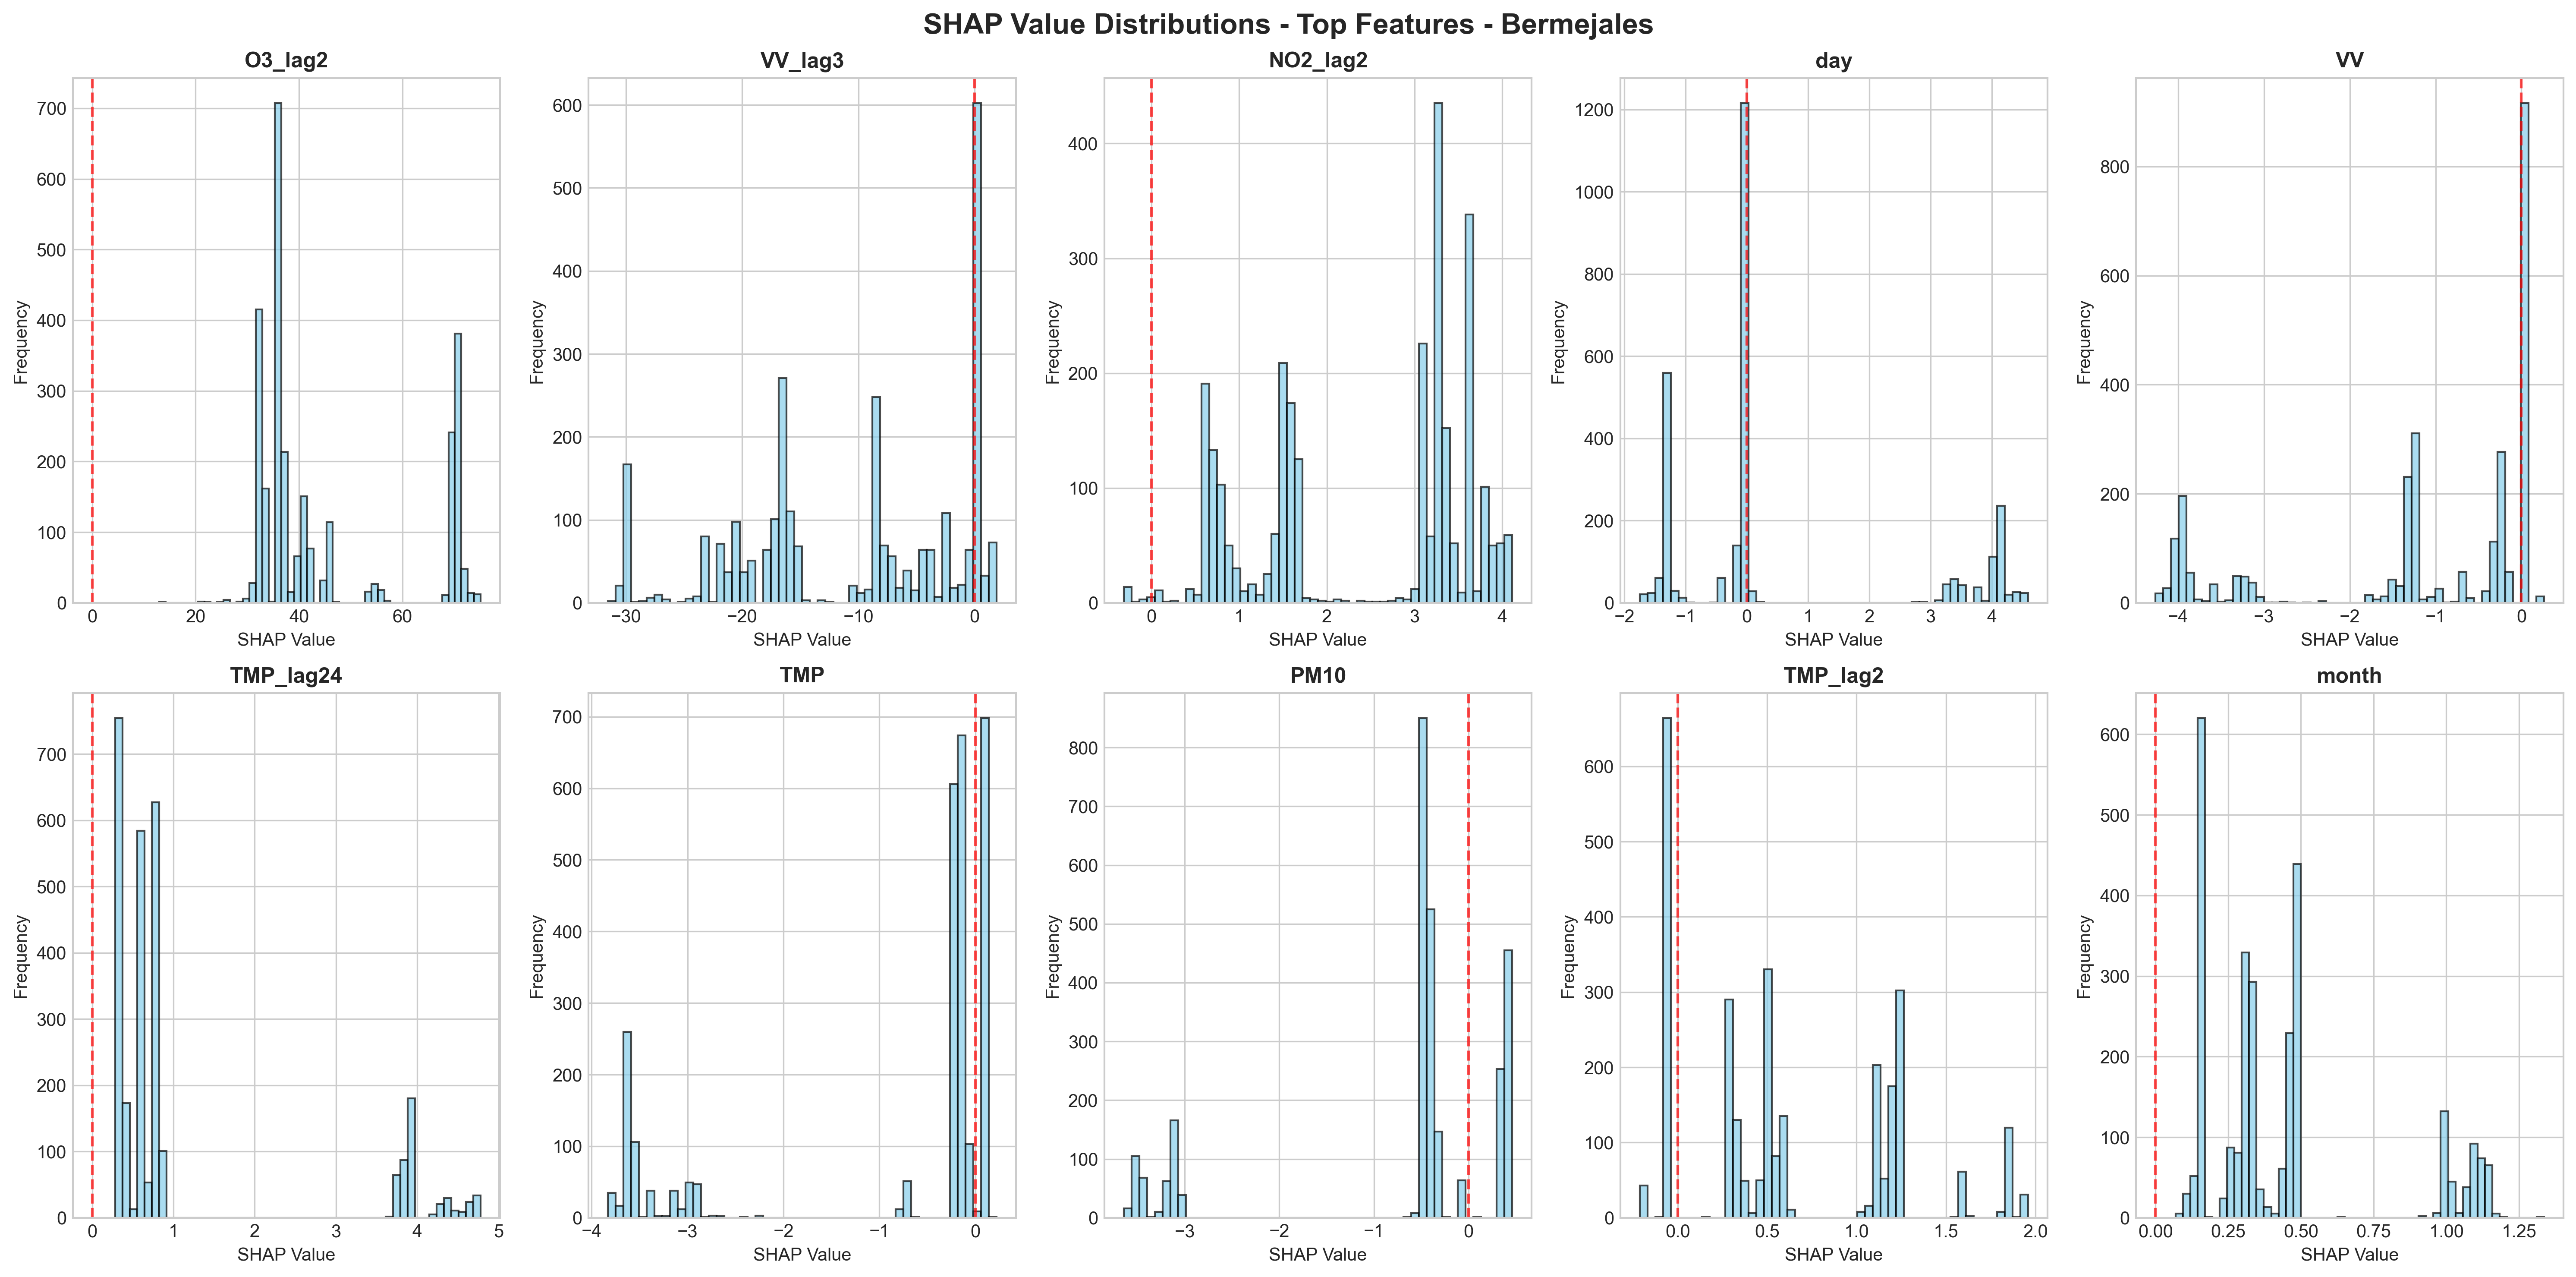 SHAP Value Distributions - Top Features - Bermejales
O3_lag2
Frequency
700
600
500
400
300
200
100
0
0 20 40 60
SHAP Value
VV_lag3
Frequency
600
500
400
300
200
100
0
−30 −20 −10 0
SHAP Value
NO2_lag2
Frequency
400
300
200
100
0
0 1 2 3 4
SHAP Value
day
Frequency
1200
1000
800
600
400
200
0
−2 −1 0 1 2 3 4
SHAP Value
VV
Frequency
800
600
400
200
0
−4 −3 −2 −1 0
SHAP Value
TMP_lag24
Frequency
700
600
500
400
300
200
100
0
0 1 2 3 4 5
SHAP Value
TMP
Frequency
700
600
500
400
300
200
100
0
−4 −3 −2 −1 0
SHAP Value
PM10
Frequency
800
700
600
500
400
300
200
100
0
−3 −2 −1 0
SHAP Value
TMP_lag2
Frequency
600
500
400
300
200
100
0
0.0 0.5 1.0 1.5 2.0
SHAP Value
month
Frequency
600
500
400
300
200
100
0
0.00 0.25 0.50 0.75 1.00 1.25
SHAP Value